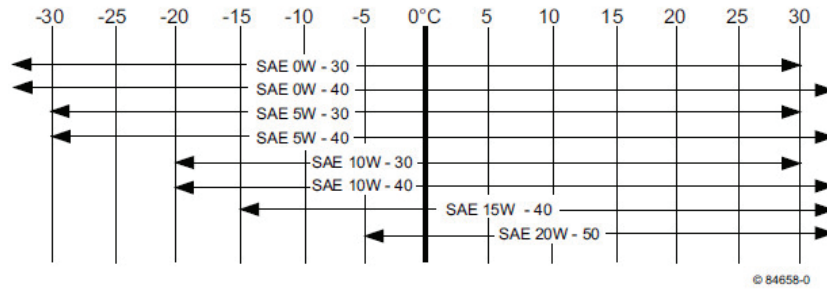 -30 -25 -20 -15 -10 -5 0°C 5 10 15 20 25 30
SAE 0W - 30
SAE 0W - 40
SAE 5W - 30
SAE 5W - 40
SAE 10W - 30
SAE 10W - 40
SAE 15W - 40
SAE 20W - 50
© 84658-0